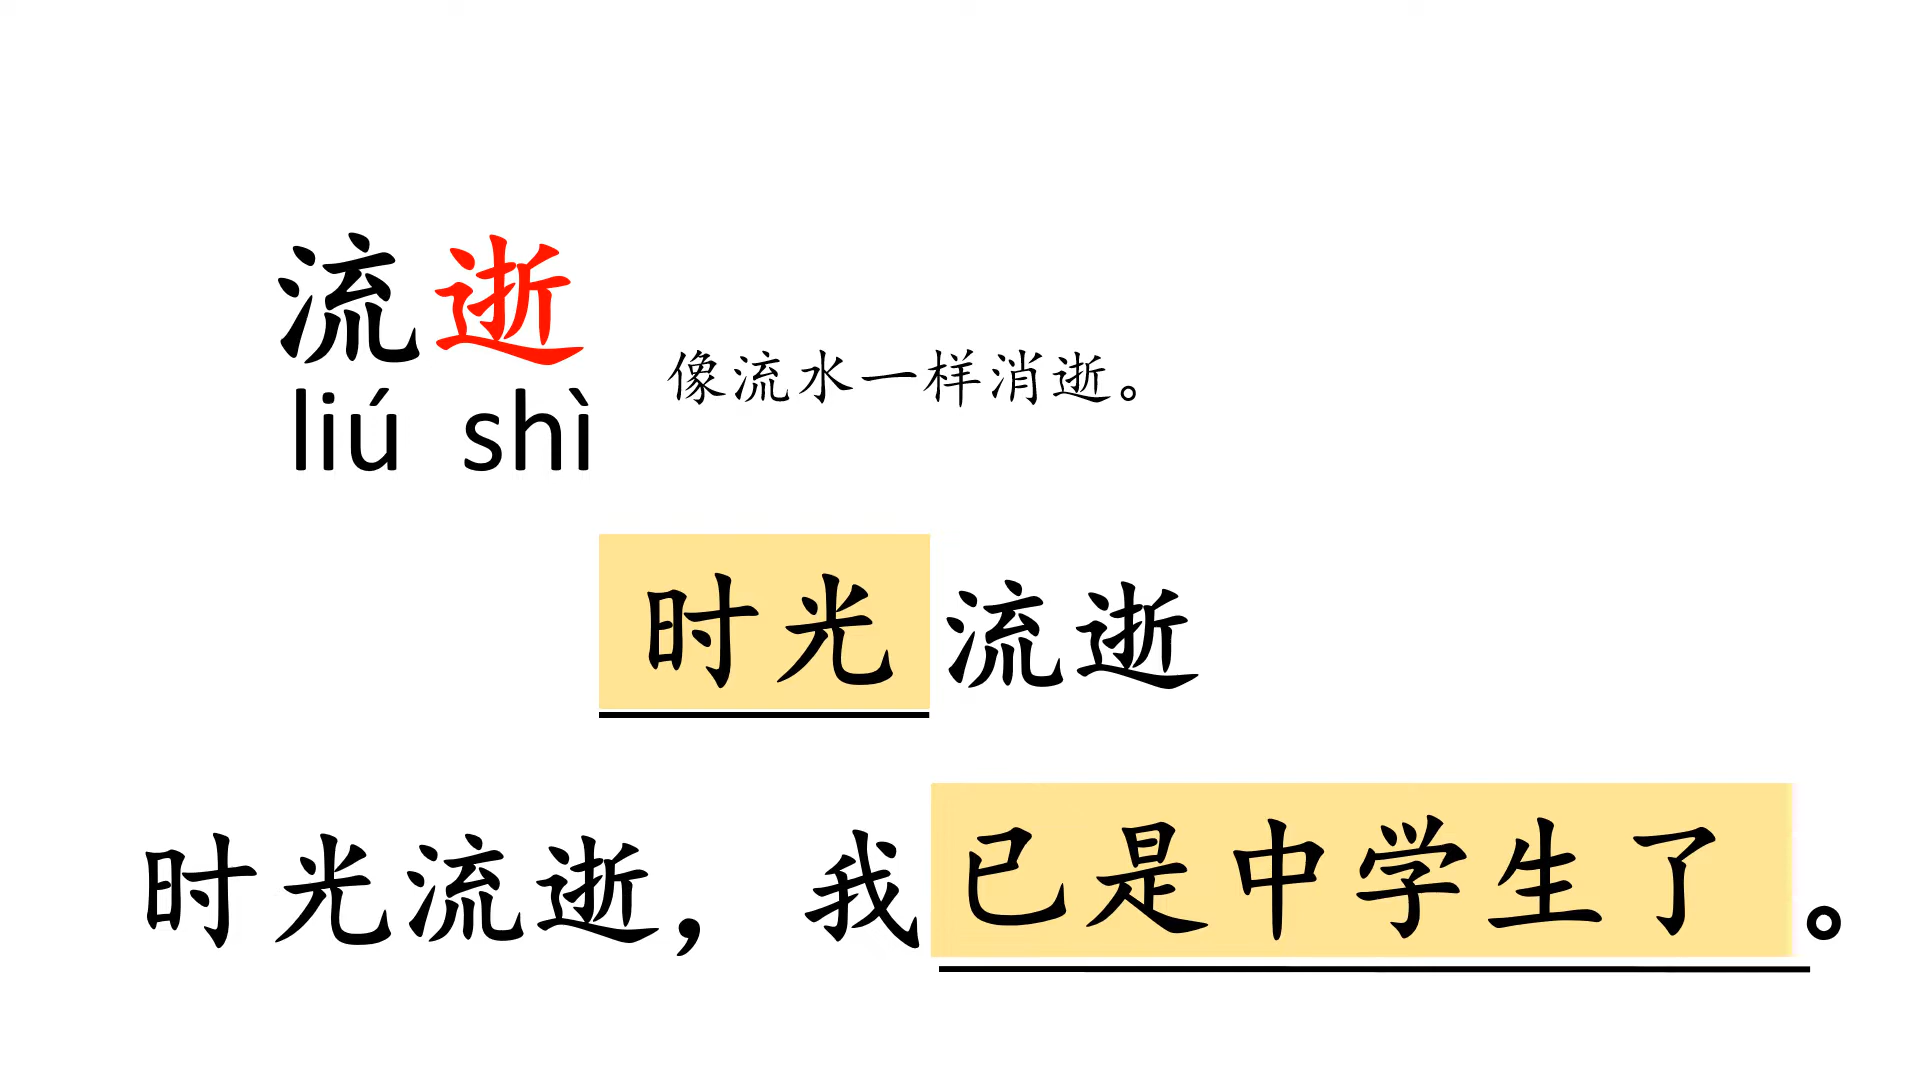 流逝
liú shì
像流水一样消逝。
时光流逝
时光流逝，我已是中学生了。